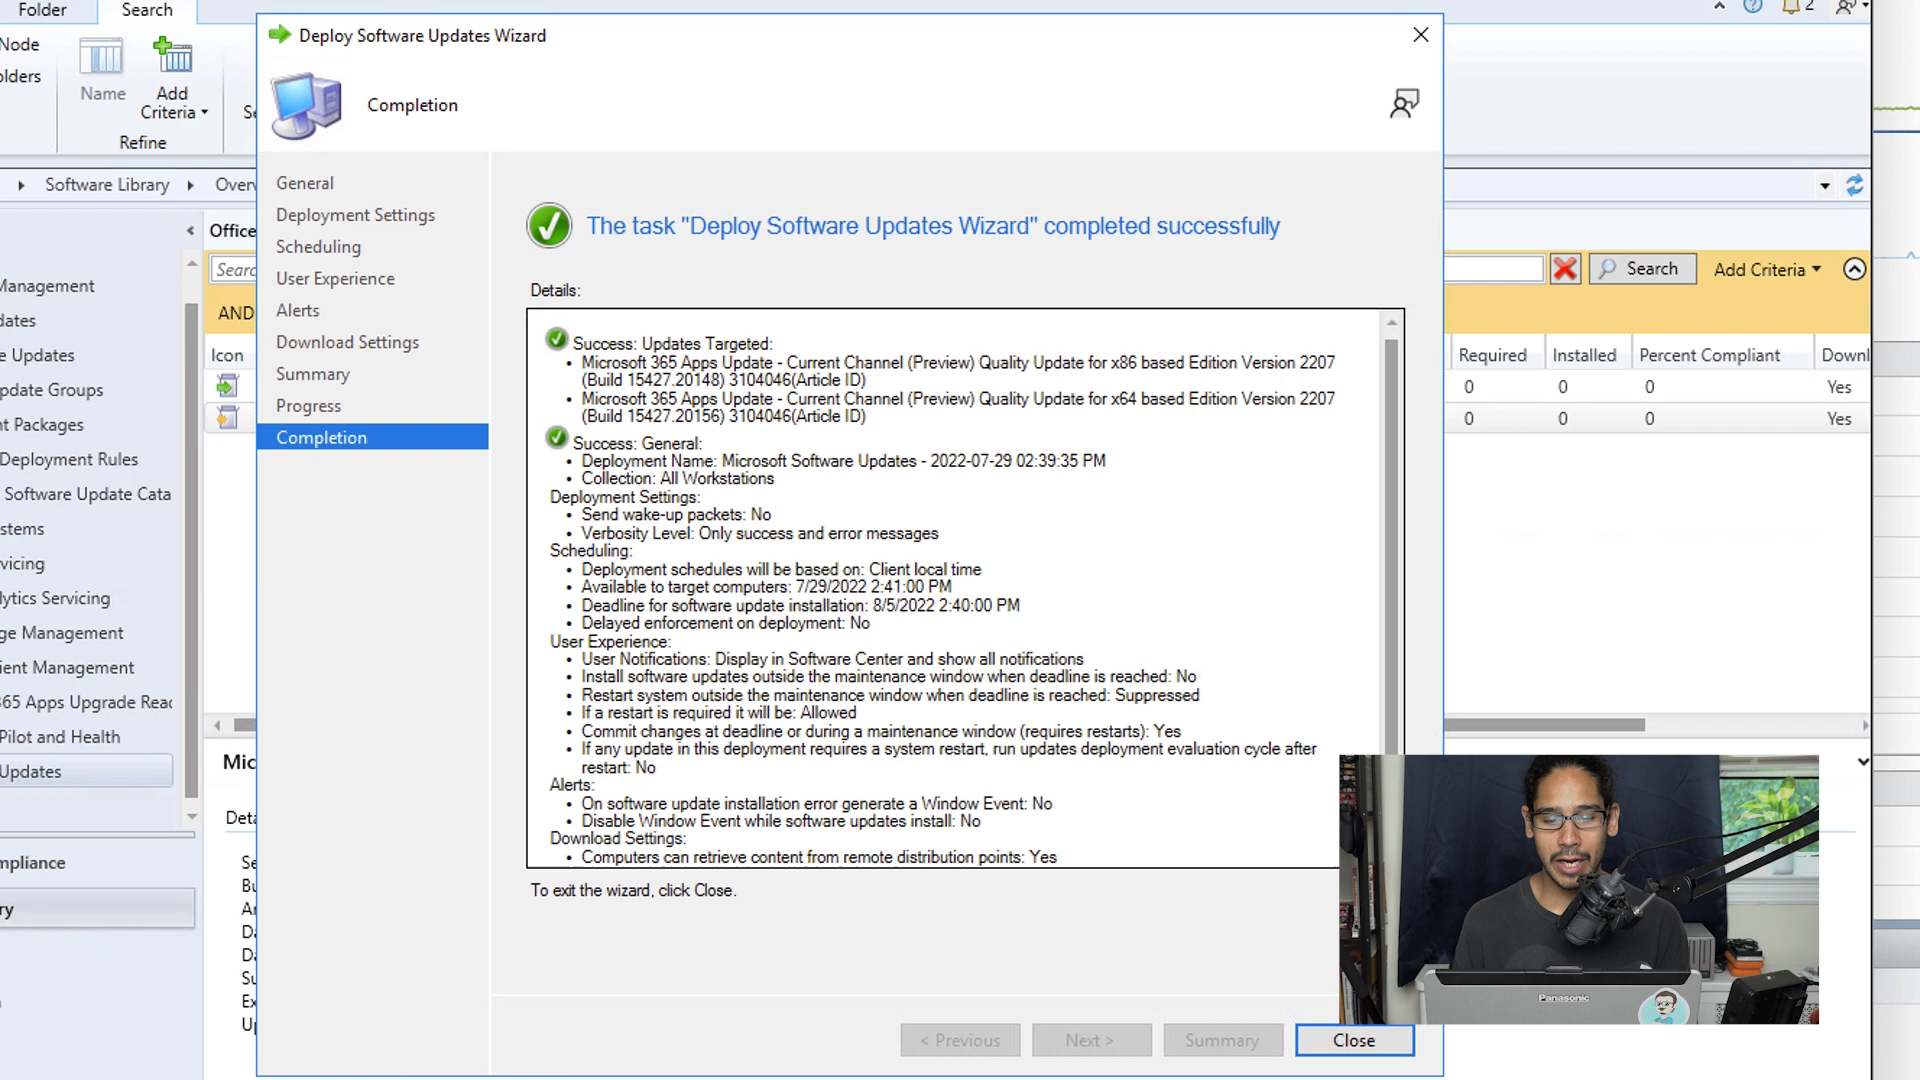 Folder
Search
2
Node
olders
Name
Add
Criteria
Refine
Software Library
Office
Deploy Software Updates Wizard
Completion
General
Deployment Settings
Scheduling
User Experience
Alerts
Download Settings
Summary
Progress
Completion
The task "Deploy Software Updates Wizard" completed successfully
Details:
Success: Updates Targeted:
• Microsoft 365 Apps Update - Current Channel (Preview) Quality Update for x86 based Edition Version 2207
(Build 15427.20148) 3104046(Article ID)
• Microsoft 365 Apps Update - Current Channel (Preview) Quality Update for x64 based Edition Version 2207
(Build 15427.20156) 3104046(Article ID)
Success: General:
• Deployment Name: Microsoft Software Updates - 2022-07-29 02:39:35 PM
• Collection: All Workstations
Deployment Settings:
• Send wake-up packets: No
• Verbosity Level: Only success and error messages
Scheduling:
• Deployment schedules will be based on: Client local time
• Available to target computers: 7/29/2022 2:41:00 PM
• Deadline for software update installation: 8/5/2022 2:40:00 PM
• Delayed enforcement on deployment: No
User Experience:
• User Notifications: Display in Software Center and show all notifications
• Install software updates outside the maintenance window when deadline is reached: No
• Restart system outside the maintenance window when deadline is reached: Suppressed
• If a restart is required it will be: Allowed
• Commit changes at deadline or during a maintenance window (requires restarts): Yes
• If any update in this deployment requires a system restart, run updates deployment evaluation cycle after
restart: No
Alerts:
• On software update installation error generate a Window Event: No
• Disable Window Event while software updates install: No
Download Settings:
• Computers can retrieve content from remote distribution points: Yes
To exit the wizard, click Close.
< Previous
Next >
Summary
Close
Management
dates
e Updates
pdate Groups
nt Packages
Deployment Rules
Software Update Cata
stems
vicing
lytics Servicing
ge Management
ient Management
365 Apps Upgrade Read
Pilot and Health
Updates
mpliance
ry
Searc
AND
Icon
Mic
Deta
Search
Add Criteria
Required Installed Percent Compliant Downl
0 0 0 Yes
0 0 0 Yes
Panasonic